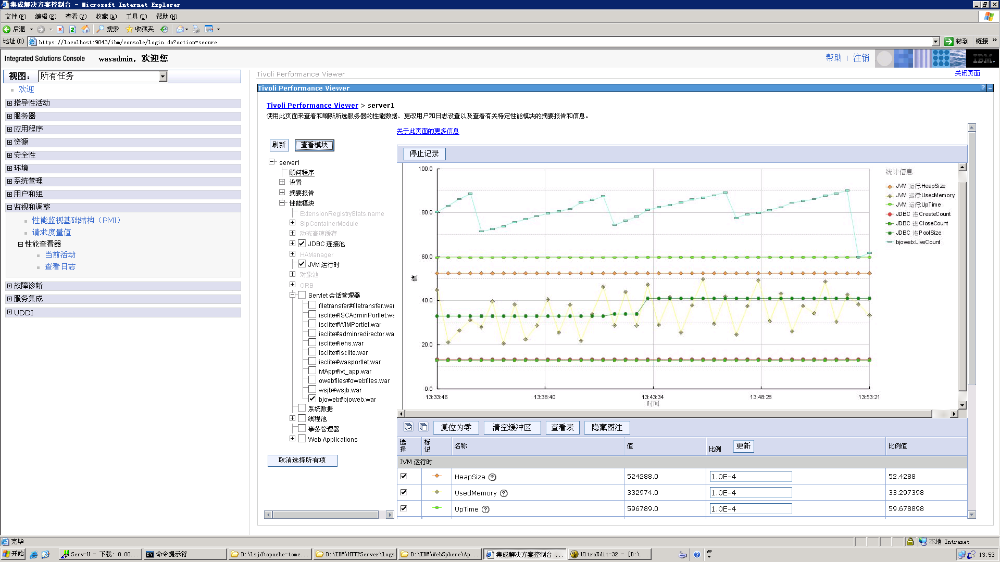 集成解决方案控制台 - Microsoft Internet Explorer
文件(F) 编辑(E) 查看(V) 收藏(A) 工具(T) 帮助(H)
后退 搜索 收藏夹
地址(D) https://localhost:9043/ibm/console/login.do?action=secure 转到 链接 »
Integrated Solutions Console wasadmin，欢迎您 帮助 | 注销 IBM.
视图： 所有任务
欢迎
指导性活动
服务器
应用程序
资源
安全性
环境
系统管理
用户和组
监视和调整
性能监视基础结构（PMI）
请求度量值
性能查看器
当前活动
查看日志
故障诊断
服务集成
UDDI
Tivoli Performance Viewer 关闭页面
Tivoli Performance Viewer ? –
Tivoli Performance Viewer > server1
使用此页面来查看和刷新所选服务器的性能数据、更改用户和日志设置以及查看有关特定性能模块的摘要报告和信息。
关于此页面的更多信息
刷新 查看模块
server1
顾问程序
设置
摘要报告
性能模块
ExtensionRegistryStats.name
SipContainerModule
动态高速缓存
JDBC 连接池
HAManager
JVM 运行时
对象池
ORB
Servlet 会话管理器
filetransfer#filetransfer.war
isclite#ISCAdminPortlet.wa
isclite#WIMPortlet.war
isclite#adminredirector.wa
isclite#iehs.war
isclite#isclite.war
isclite#wasportlet.war
ivtApp#ivt_app.war
owebfiles#owebfiles.war
wsjb#wsjb.war
bjoweb#bjoweb.war
系统数据
线程池
事务管理器
Web Applications
取消选择所有项
停止记录
100.0
80.0
60.0
40.0
20.0
0.0
值
13:33:46 13:38:40 13:43:34 13:48:28 13:53:21
时间
统计信息
JVM 运行:HeapSize
JVM 运行:UsedMemory
JVM 运行:UpTime
JDBC 连:CreateCount
JDBC 连:CloseCount
JDBC 连:PoolSize
bjoweb:LiveCount
复位为零 清空缓冲区 查看表 隐藏图注
选择 标记 名称 值 比例 更新 比例值
JVM 运行时
HeapSize ? 524288.0 1.0E-4 52.4288
UsedMemory ? 332974.0 1.0E-4 33.297398
UpTime ? 596789.0 1.0E-4 59.678898
完毕 本地 Intranet
开始 Serv-U - 下载: 0.00... 命令提示符 D:\lsjd\apache-tomc... D:\IBM\HTTPServer\logs D:\IBM\WebSphere\Ap... 集成解决方案控制台 ... UltraEdit-32 - [D:\... 13:53